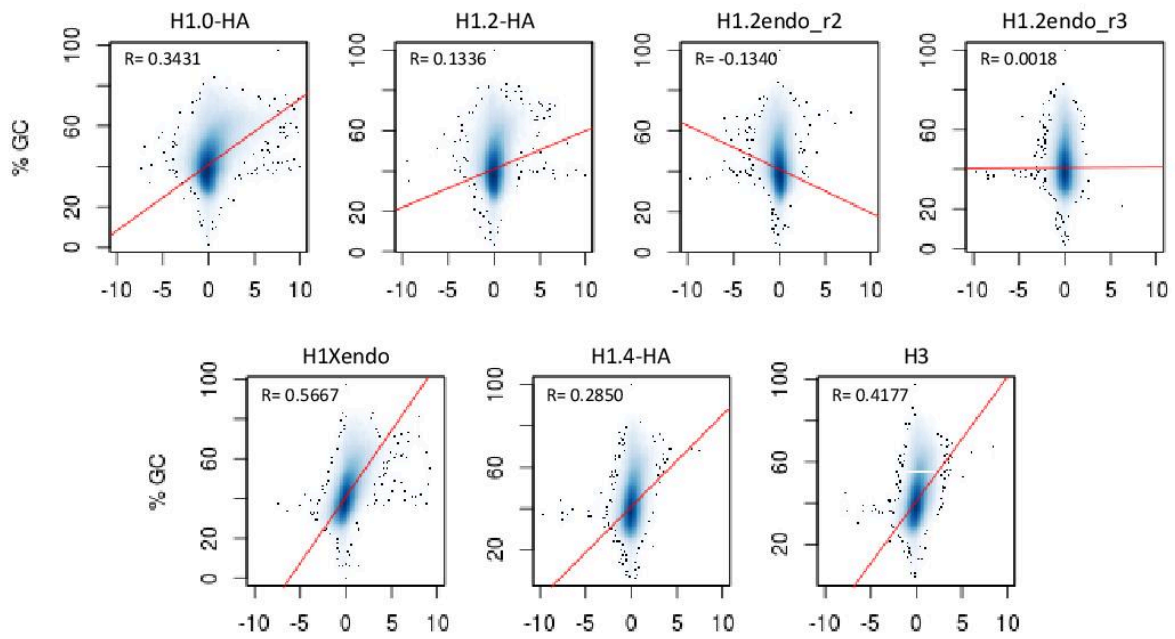 H1.0-HA
H1.2-HA
H1.2endo_r2
H1.2endo_r3
% GC
100
60
20
0
R= 0.3431
-10 -5 0 5 10
100
60
20
0
R= 0.1336
-10 -5 0 5 10
100
60
20
0
R= -0.1340
-10 -5 0 5 10
100
60
20
0
R= 0.0018
-10 -5 0 5 10
H1Xendo
H1.4-HA
H3
% GC
100
60
20
0
R= 0.5667
-10 -5 0 5 10
100
60
20
R= 0.2850
-10 -5 0 5 10
100
60
20
R= 0.4177
-10 -5 0 5 10